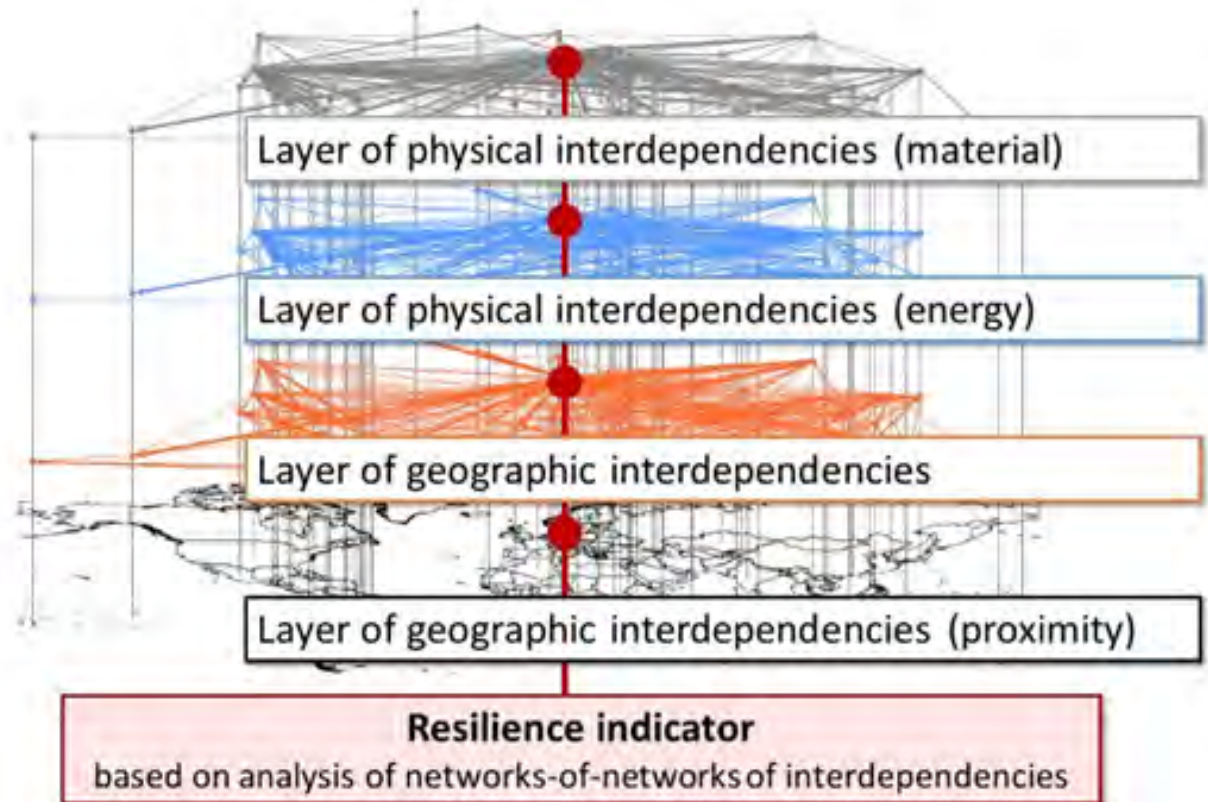 Layer of physical interdependencies (material)
Layer of physical interdependencies (energy)
Layer of geographic interdependencies
Layer of geographic interdependencies (proximity)
Resilience indicator
based on analysis of networks-of-networks of interdependencies